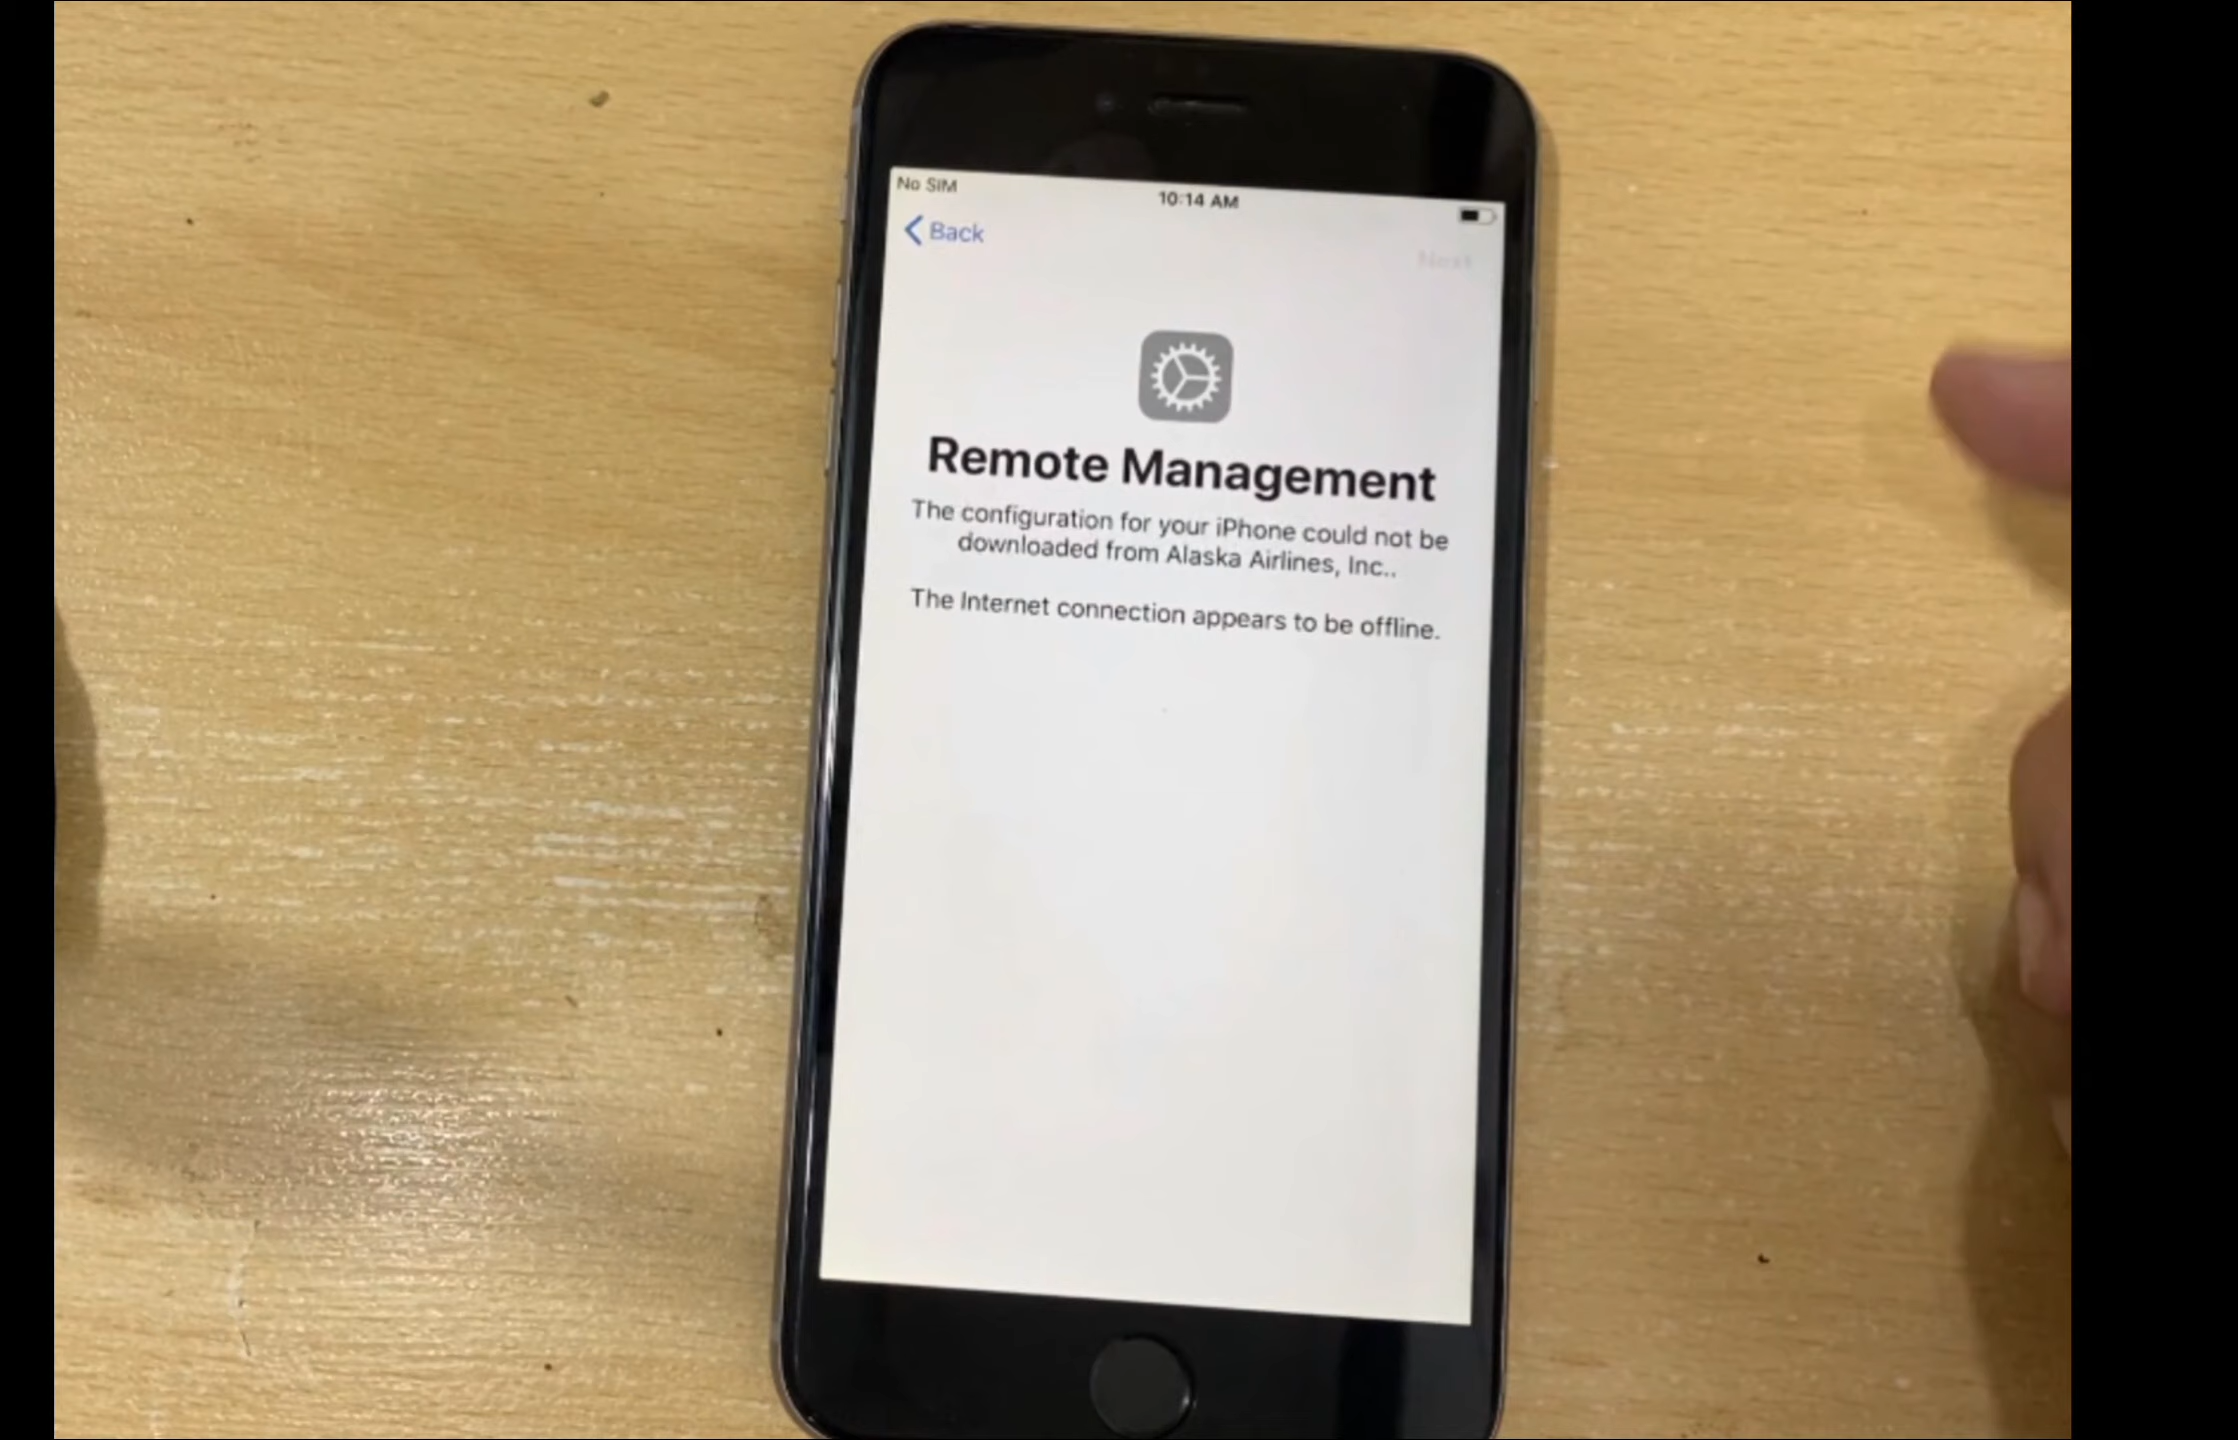 No SIM
10:14 AM
Back
Next
Remote Management
The configuration for your iPhone could not be
downloaded from Alaska Airlines, Inc..
The Internet connection appears to be offline.